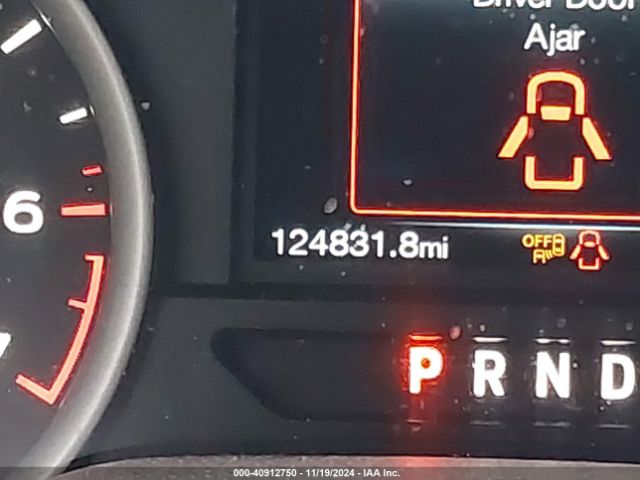 Driver Door
Ajar
6
124831.8mi
OFF
P R N D
000-40912750 - 11/19/2024 - IAA Inc.